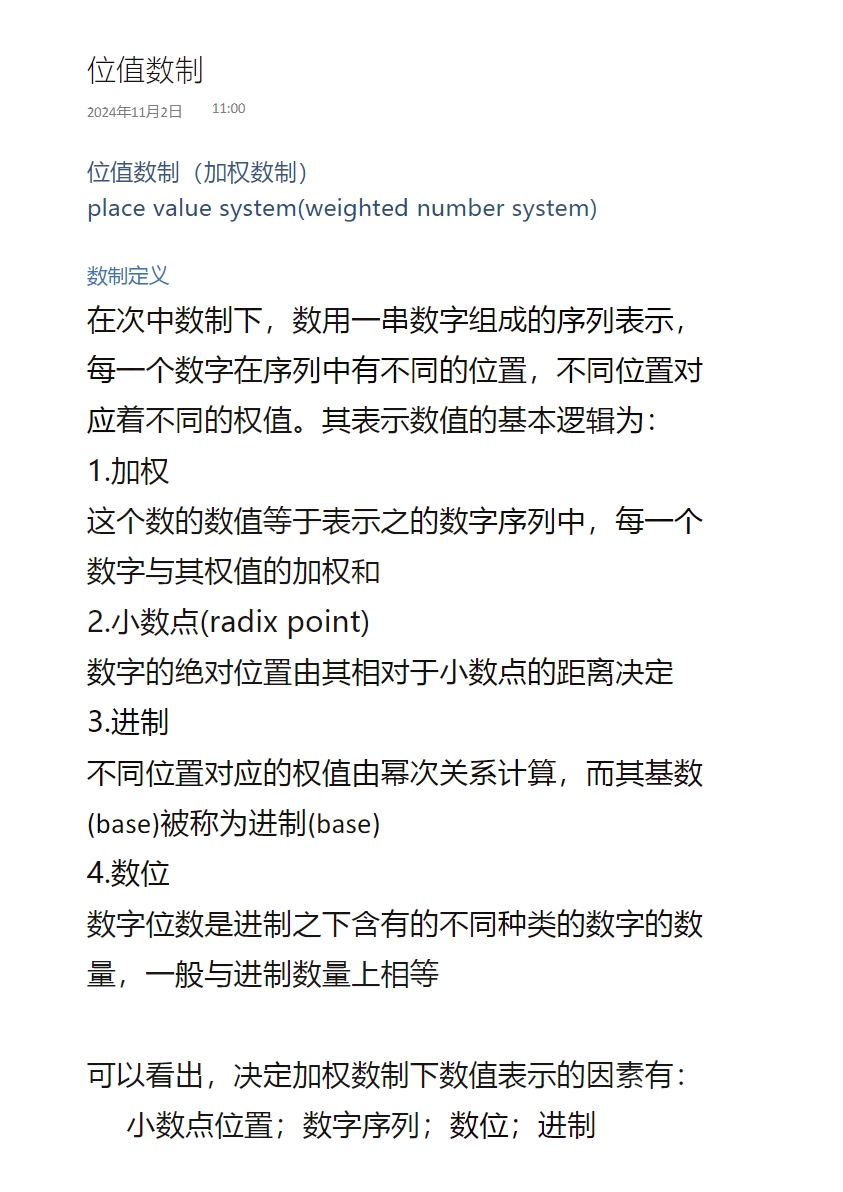 位值数制
2024年11月2日 11:00
位值数制（加权数制）
place value system(weighted number system)
数制定义
在次中数制下，数用一串数字组成的序列表示，
每一个数字在序列中有不同的位置，不同位置对
应着不同的权值。其表示数值的基本逻辑为：
1.加权
这个数的数值等于表示之的数字序列中，每一个
数字与其权值的加权和
2.小数点(radix point)
数字的绝对位置由其相对于小数点的距离决定
3.进制
不同位置对应的权值由幂次关系计算，而其基数
(base)被称为进制(base)
4.数位
数字位数是进制之下含有的不同种类的数字的数
量，一般与进制数量上相等
可以看出，决定加权数制下数值表示的因素有：
小数点位置；数字序列；数位；进制